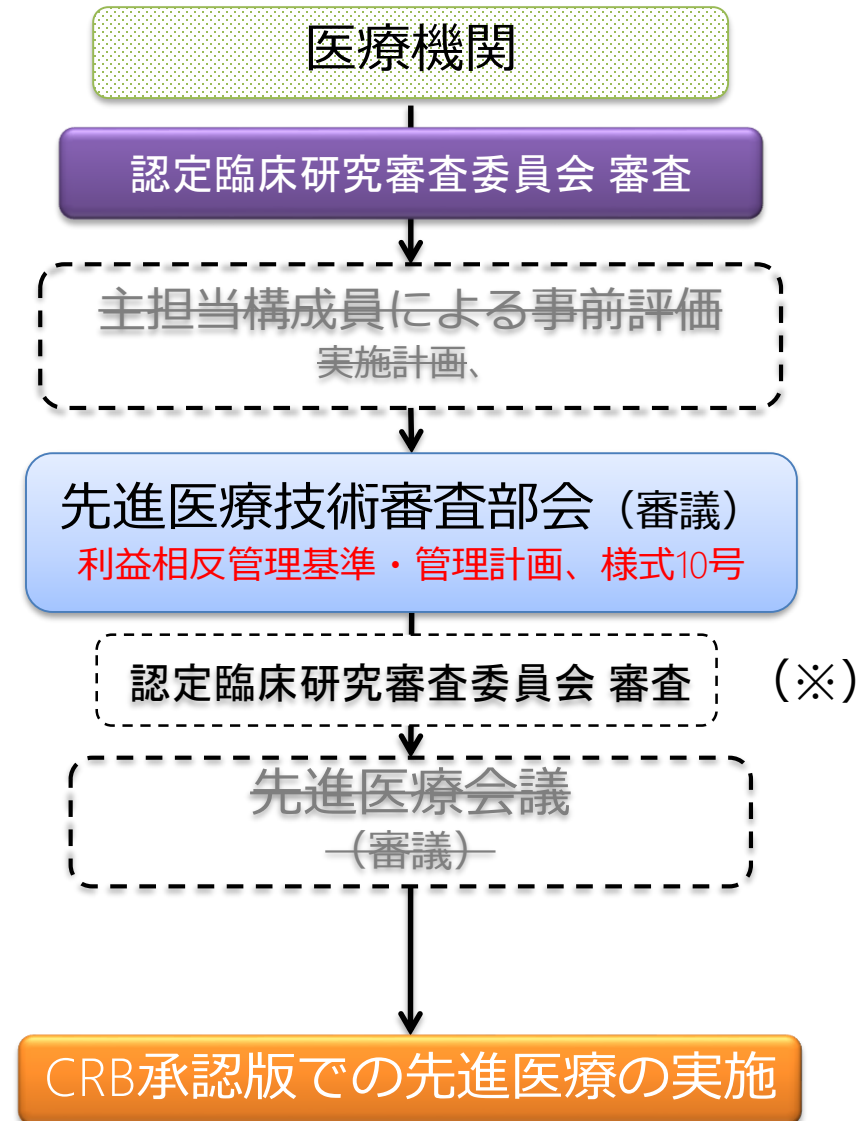 医療機関
認定臨床研究審査委員会 審査
主担当構成員による事前評価
実施計画、
先進医療技術審査部会（審議）
利益相反管理基準・管理計画、様式10号
認定臨床研究審査委員会 審査
（※）
先進医療会議
（審議）
CRB承認版での先進医療の実施